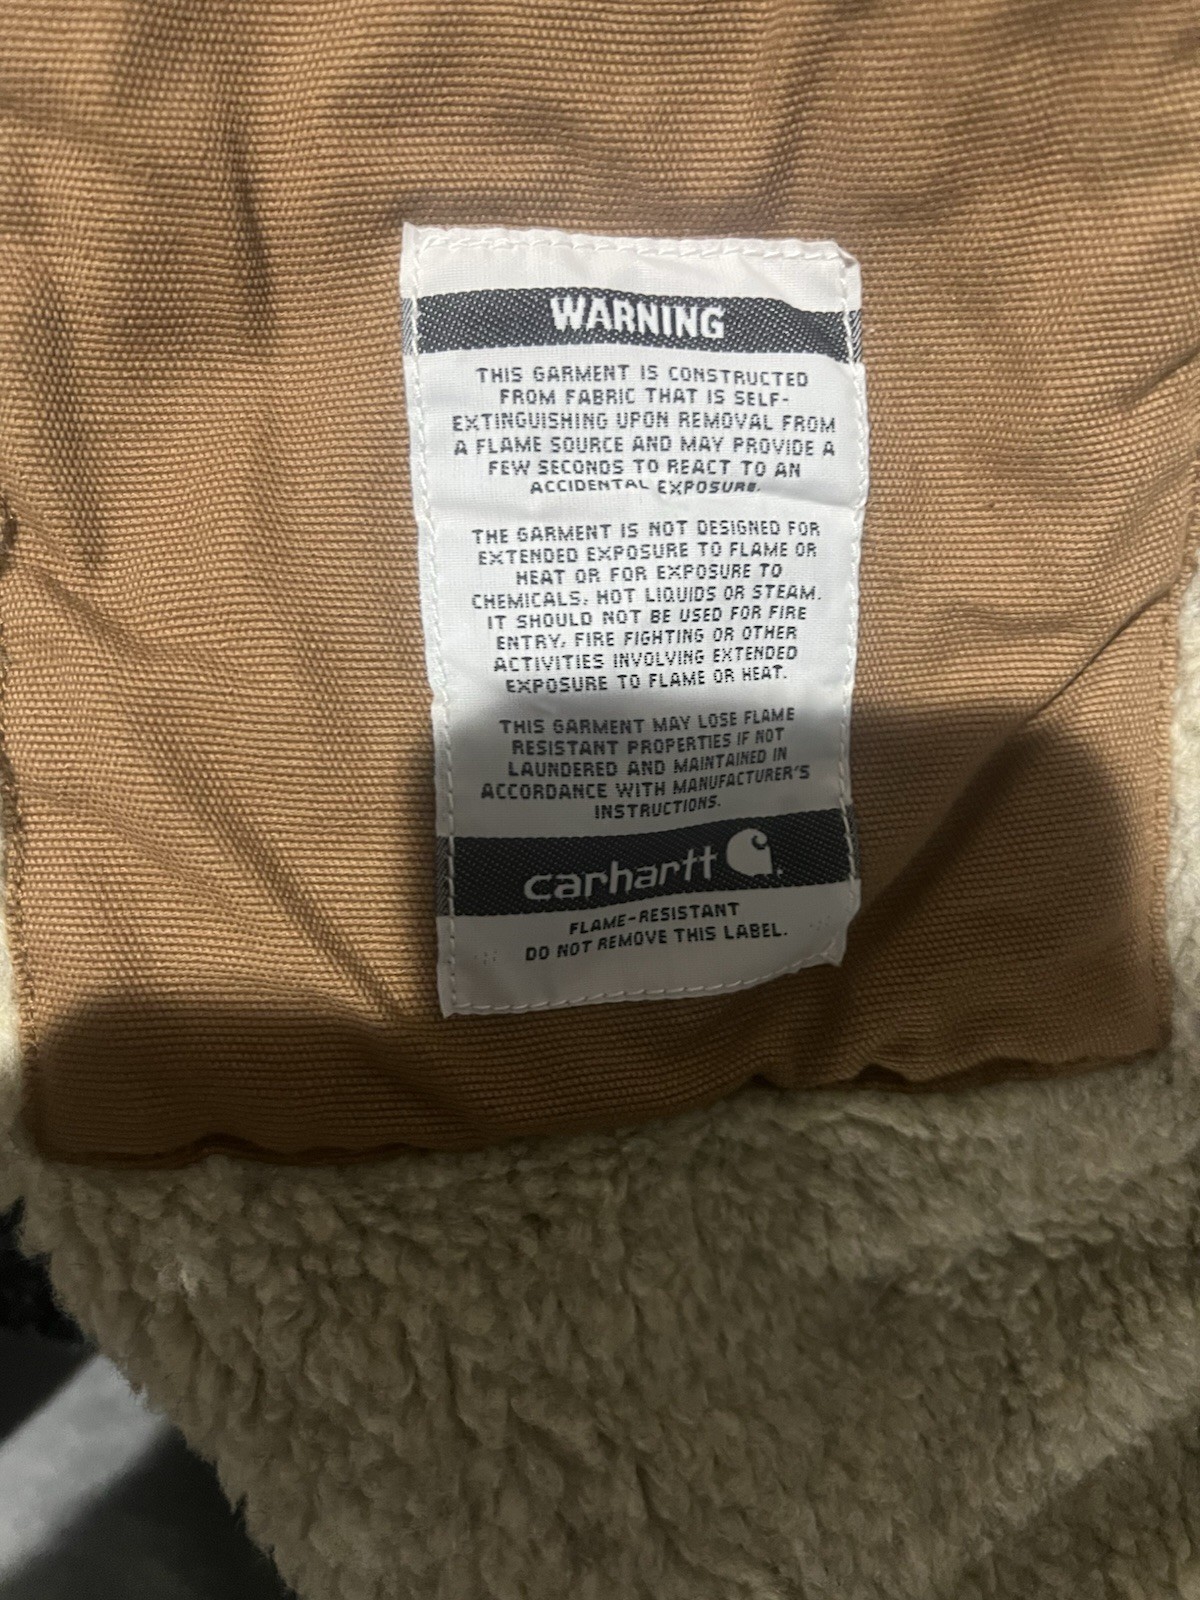 WARNING
THIS GARMENT IS CONSTRUCTED
FROM FABRIC THAT IS SELF-
EXTINGUISHING UPON REMOVAL FROM
A FLAME SOURCE AND MAY PROVIDE A
FEW SECONDS TO REACT TO AN
ACCIDENTAL EXPOSURE.
THE GARMENT IS NOT DESIGNED FOR
EXTENDED EXPOSURE TO FLAME OR
HEAT OR FOR EXPOSURE TO
CHEMICALS, HOT LIQUIDS OR STEAM.
IT SHOULD NOT BE USED FOR FIRE
ENTRY, FIRE FIGHTING OR OTHER
ACTIVITIES INVOLVING EXTENDED
EXPOSURE TO FLAME OR HEAT.
THIS GARMENT MAY LOSE FLAME
RESISTANT PROPERTIES IF NOT
LAUNDERED AND MAINTAINED IN
ACCORDANCE WITH MANUFACTURER'S
INSTRUCTIONS.
carhartt
FLAME-RESISTANT
DO NOT REMOVE THIS LABEL.